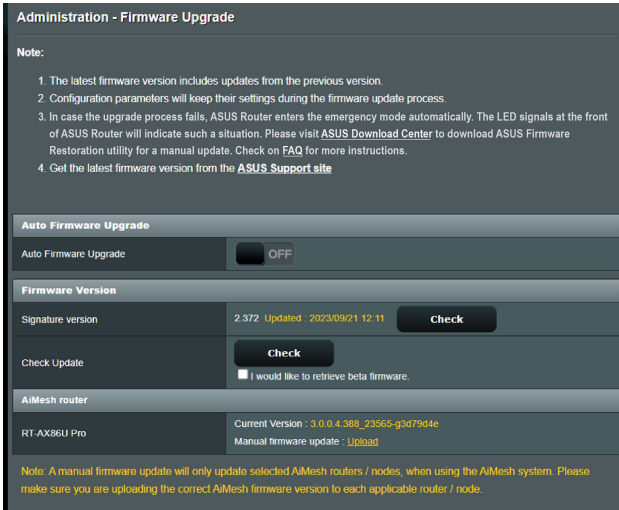 Administration - Firmware Upgrade
Note:
1. The latest firmware version includes updates from the previous version.
2. Configuration parameters will keep their settings during the firmware update process.
3. In case the upgrade process fails, ASUS Router enters the emergency mode automatically. The LED signals at the front
of ASUS Router will indicate such a situation. Please visit ASUS Download Center to download ASUS Firmware
Restoration utility for a manual update. Check on FAQ for more instructions.
4. Get the latest firmware version from the ASUS Support site
Auto Firmware Upgrade
Auto Firmware Upgrade OFF
Firmware Version
Signature version 2.372 Updated : 2023/09/21 12:11 Check
Check Update Check
I would like to retrieve beta firmware.
AiMesh router
RT-AX86U Pro Current Version : 3.0.0.4.388_23565-g3d79d4e
Manual firmware update : Upload
Note: A manual firmware update will only update selected AiMesh routers / nodes, when using the AiMesh system. Please
make sure you are uploading the correct AiMesh firmware version to each applicable router / node.